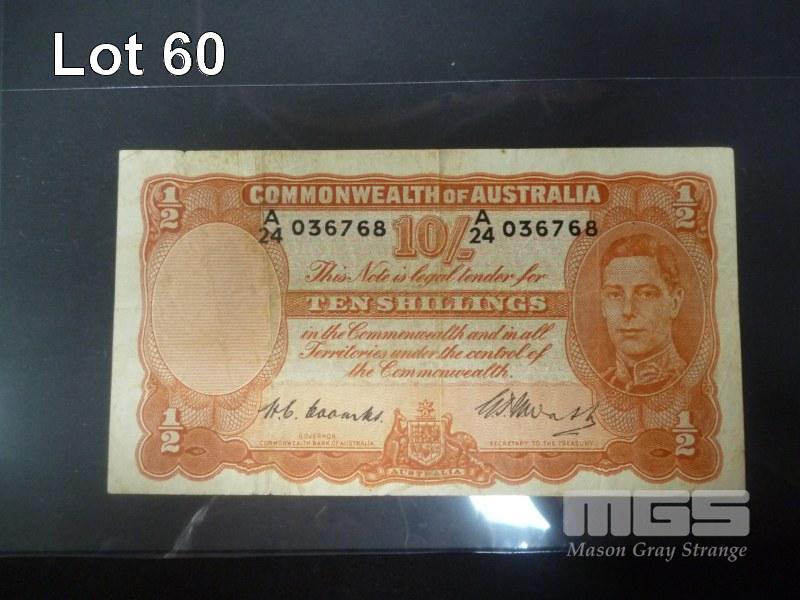 Lot 60
COMMONWEALTH OF AUSTRALIA
1/2
1/2
A/24 036768
10/-
A/24 036768
This Note is legal tender for
TEN SHILLINGS
in the Commonwealth and in all
Territories under the control of
the Commonwealth.
H.C. Coombs.
GOVERNOR
COMMONWEALTH BANK OF AUSTRALIA.
SECRETARY TO THE TREASURY.
1/2
1/2
AUSTRALIA
MGS
Mason Gray Strange